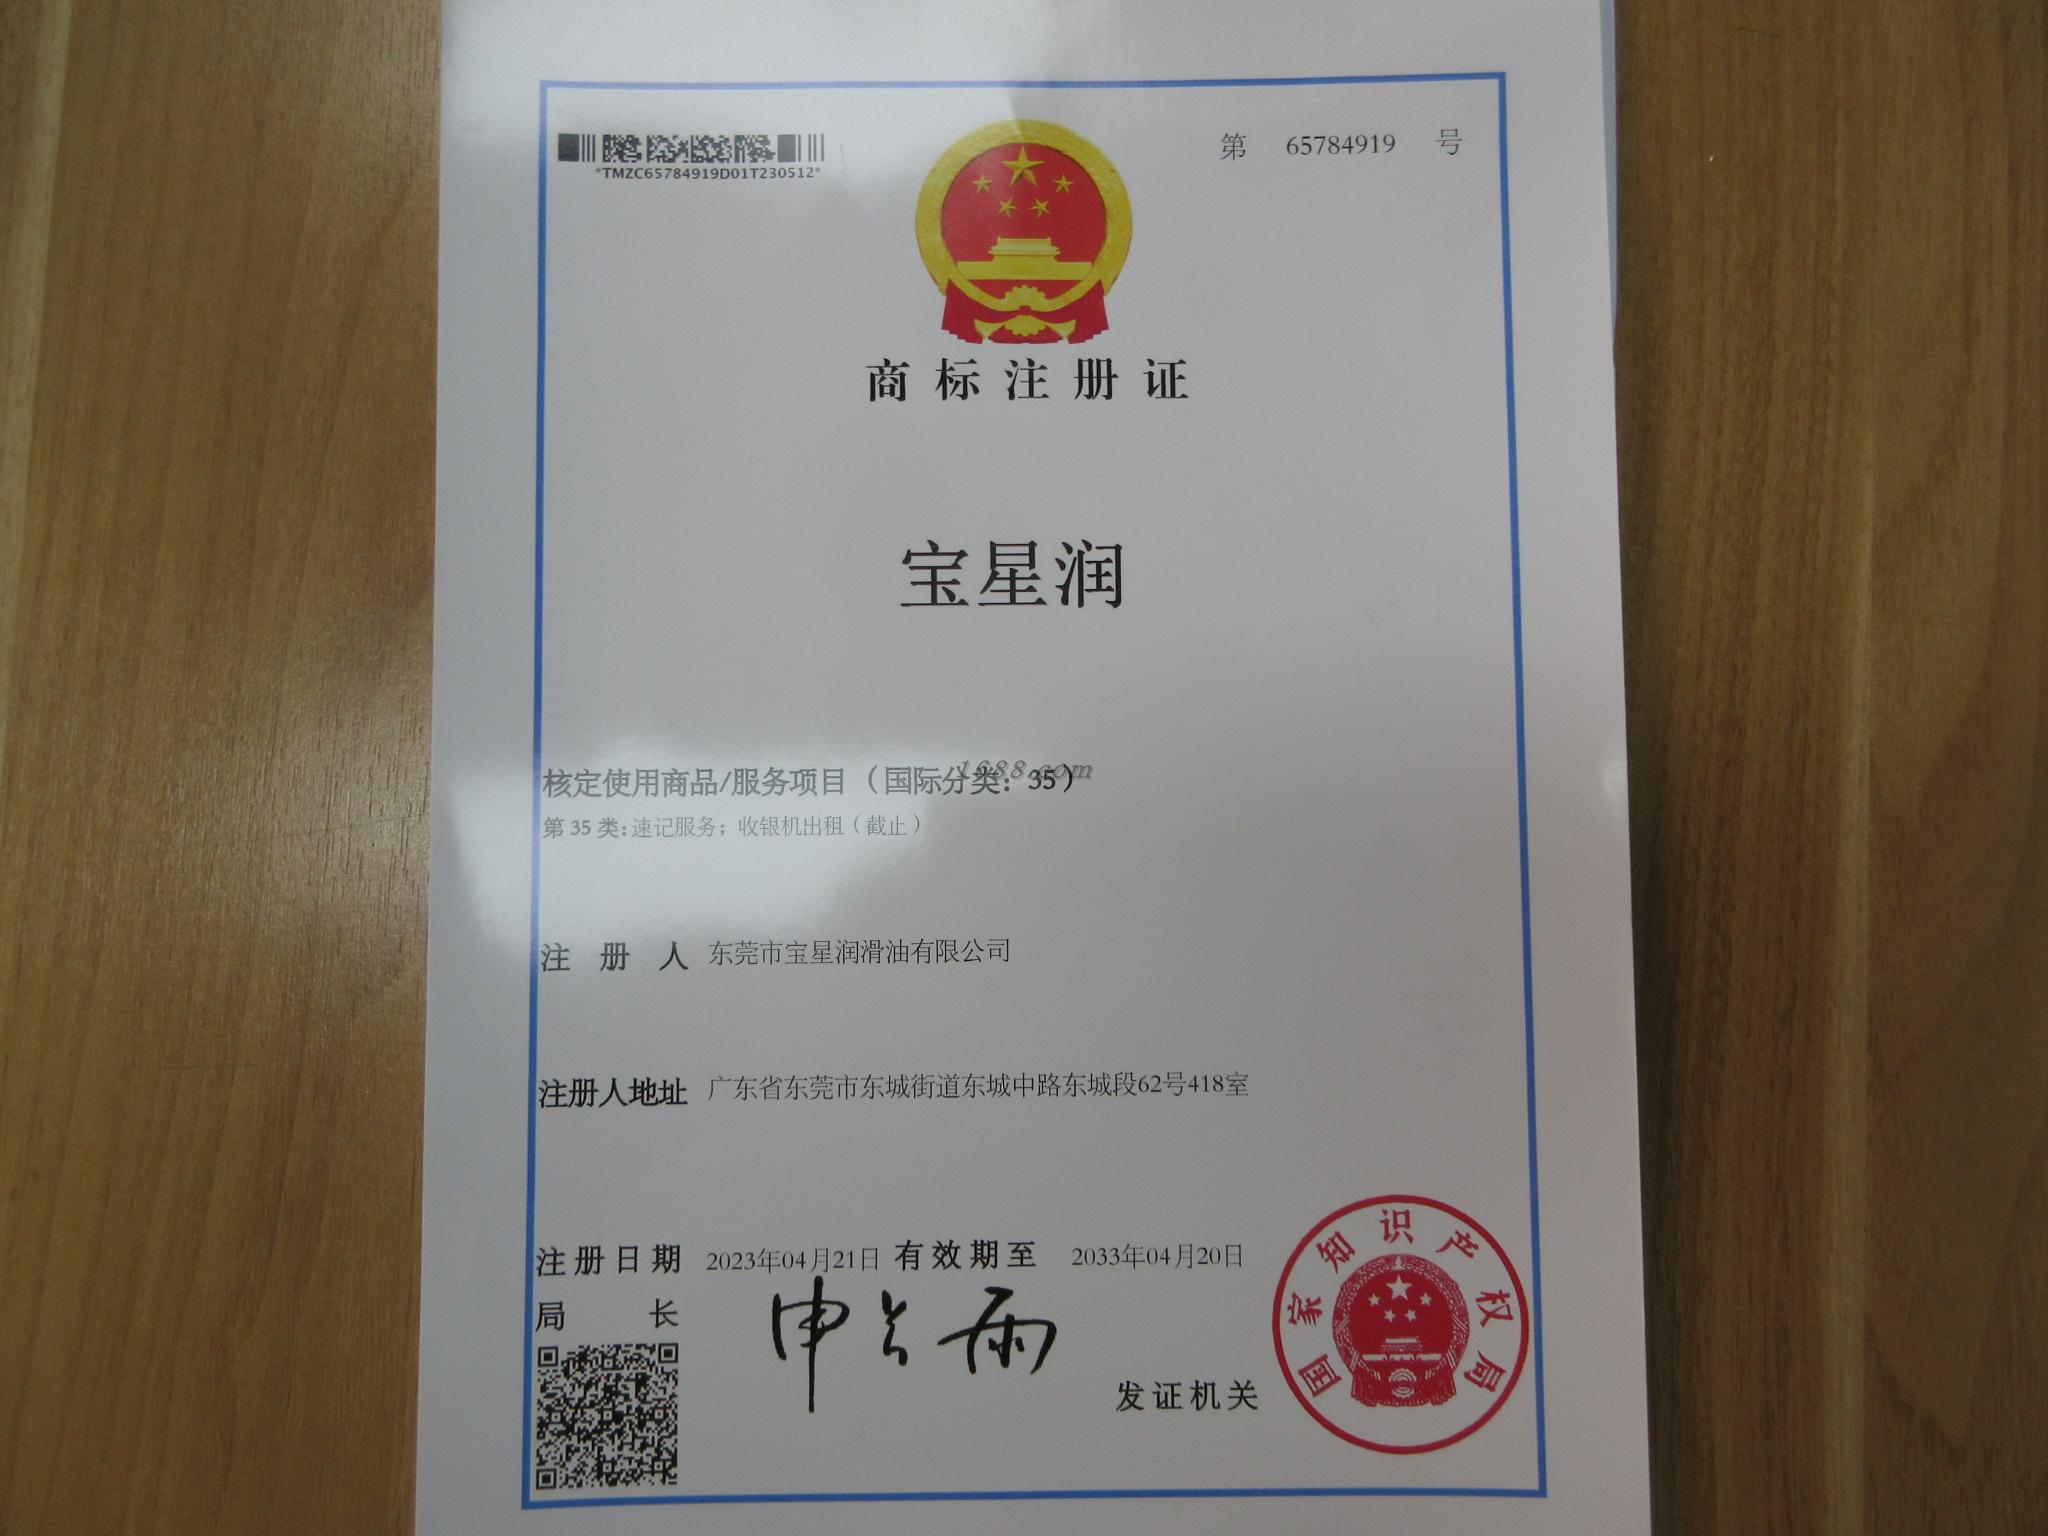 第 65784919 号
*TMZC65784919D01T230512*
商标注册证
宝星润
1688.com
核定使用商品/服务项目（国际分类：35）
第 35 类：速记服务；收银机出租（截止）
注册人 东莞市宝星润滑油有限公司
注册人地址 广东省东莞市东城街道东城中路东城段62号418室
注册日期 2023年04月21日 有效期至 2033年04月20日
局长 申长雨
发证机关
国家知识产权局